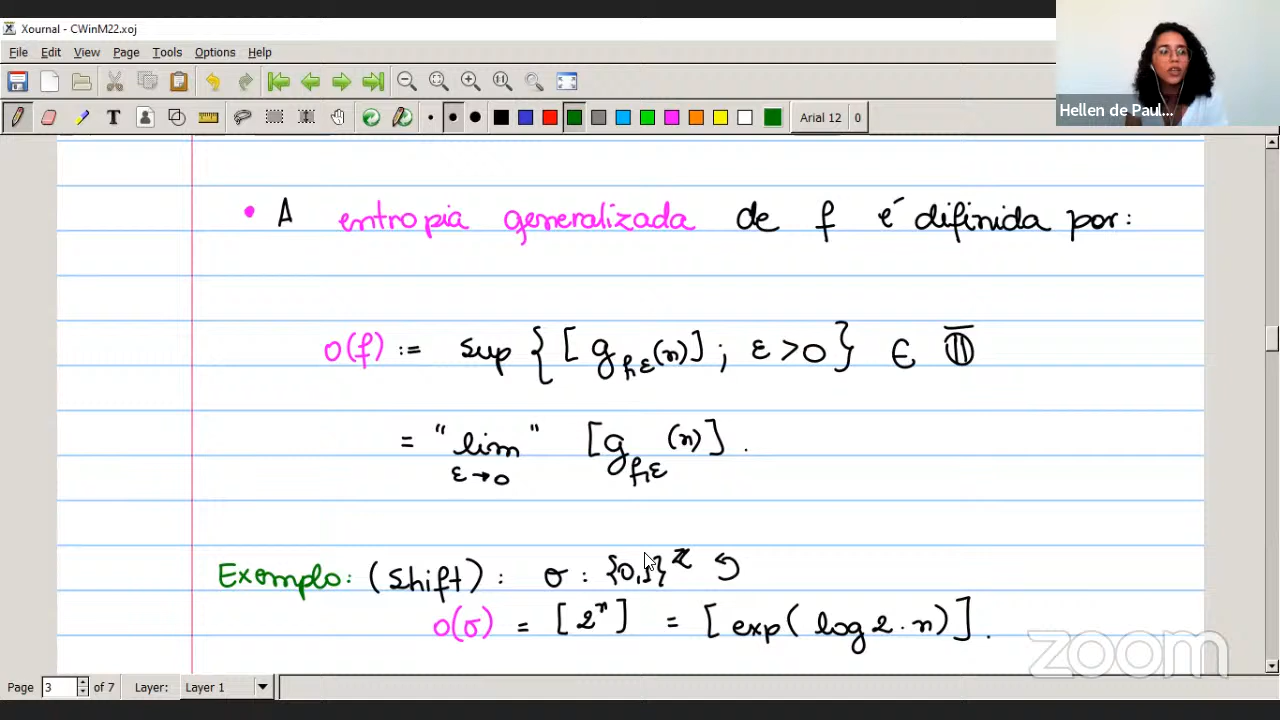 Xournal - CWinM22.xoj
File Edit View Page Tools Options Help
Arial 12 0
Hellen de Paul...
• A entropia generalizada de f é difinida por:
o(f) := sup { [g_{f,ε}(n)] ; ε > 0 } ∈ 𝕆̅
= "lim_{ε→0}" [g_{f,ε}(n)] .
Exemplo: (Shift) : σ : {0,1}^ℤ ↺
o(σ) = [2^n] = [exp( log 2 . n)] .
zoom
Page 3 of 7 Layer: Layer 1